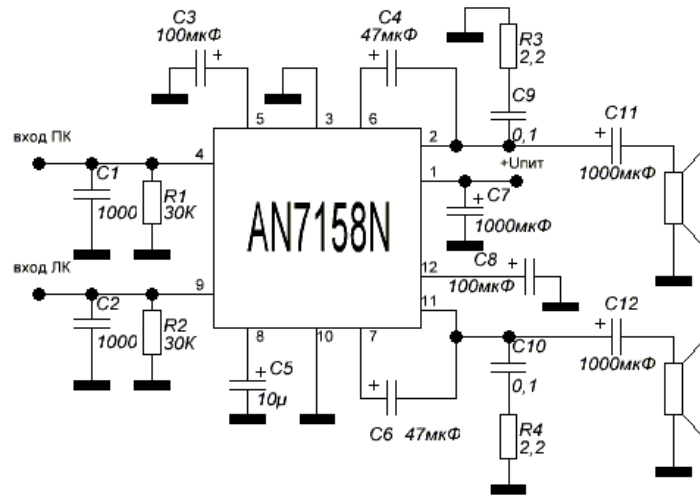 C3
100мкФ
+
C4
47мкФ
+
R3
2,2
C9
0,1
5
3
6
вход ПК
4
2
+Uпит
C11
+
1000мкФ
C1
1000
R1
30К
1
C7
+
1000мкФ
AN7158N
вход ЛК
9
12
C8
+
100мкФ
11
C2
1000
R2
30К
8
10
7
C12
+
1000мкФ
+ C5
10µ
+
C6 47мкФ
C10
0,1
R4
2,2